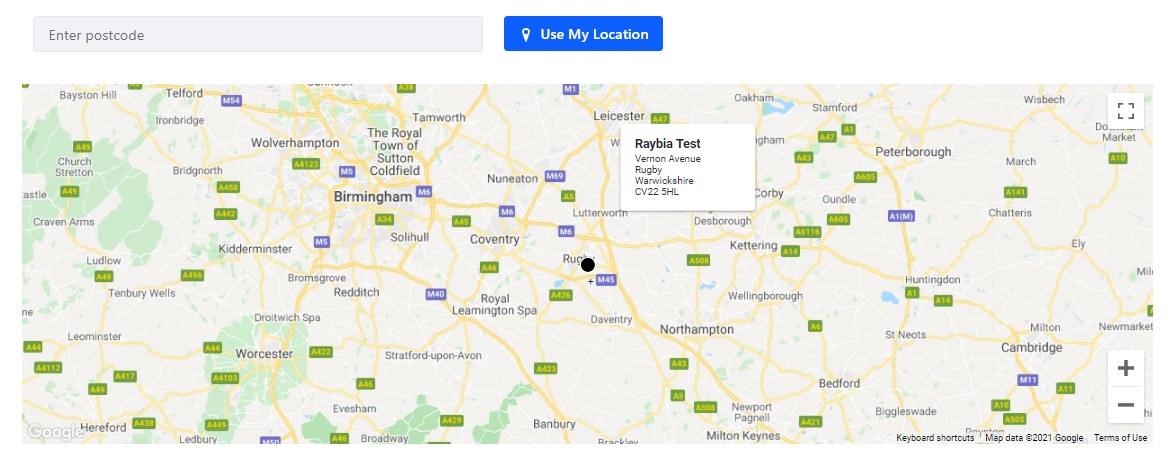 Enter postcode
Use My Location
Bayston Hill
Telford
M54
A38
M1
Leicester
A47
Oakham
Stamford
Wisbech
Ironbridge
Tamworth
A47
A1
Wolverhampton
The Royal
Town of
Sutton
Coldfield
Raybia Test
Vernon Avenue
Rugby
Warwickshire
CV22 5HL
Peterborough
Market
A49
Church
Stretton
A4123
M5
Bridgnorth
Nuneaton
M69
A43
March
A10
A49
A458
Birmingham
M6
A5
Corby
A605
A141
Oundle
Craven Arms
A442
A34
A45
M6
Lutterworth
Desborough
A605
A1(M)
Chatteris
Kidderminster
M5
Solihull
Coventry
M6
A6116
Kettering
A14
Ely
Ludlow
A49
A456
Bromsgrove
A46
Rugby
M45
A508
Huntingdon
Tenbury Wells
Redditch
M40
Royal
Leamington Spa
A426
Wellingborough
A1
A14
Droitwich Spa
Daventry
Northampton
A6
St Neots
Milton
Newmarket
Leominster
A44
A44
Worcester
A422
Stratford-upon-Avon
Cambridge
A4112
A417
A4103
A46
A423
A43
Bedford
M11
A11
A49
Evesham
A5
A508
Newport
Pagnell
Biggleswade
A10
A505
Hereford
A438
A449
A429
Banbury
A421
Ledbury
M50
A46
Broadway
Brackley
Milton Keynes
Google
Keyboard shortcuts
Map data ©2021 Google
Terms of Use